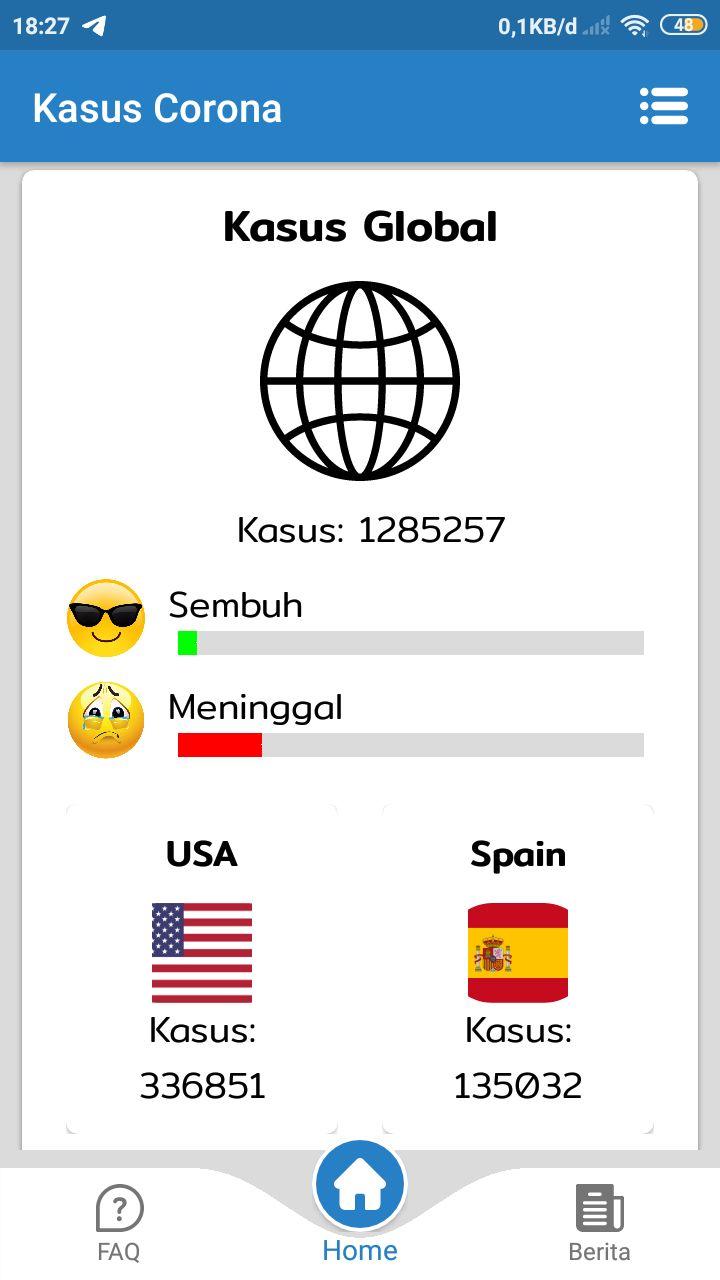 18:27
0,1KB/d
48
Kasus Corona
Kasus Global
Kasus: 1285257
Sembuh
Meninggal
USA
Spain
Kasus:
336851
Kasus:
135032
?
FAQ
Home
Berita